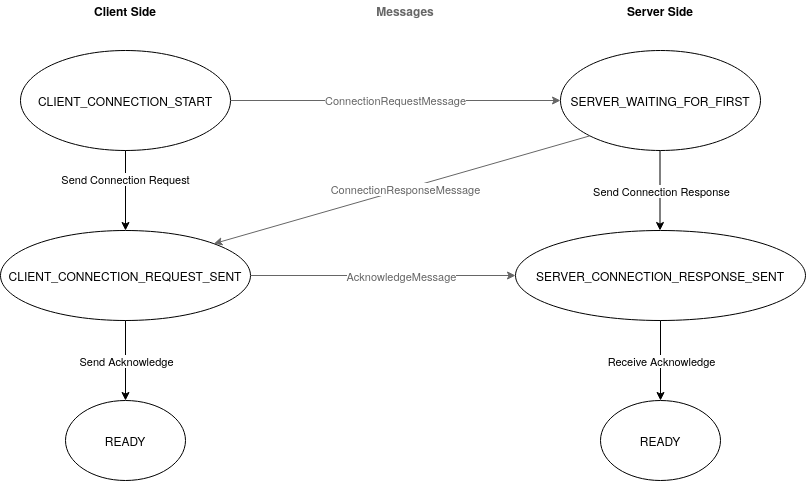 Client Side
Messages
Server Side
CLIENT_CONNECTION_START
ConnectionRequestMessage
SERVER_WAITING_FOR_FIRST
Send Connection Request
ConnectionResponseMessage
Send Connection Response
CLIENT_CONNECTION_REQUEST_SENT
AcknowledgeMessage
SERVER_CONNECTION_RESPONSE_SENT
Send Acknowledge
Receive Acknowledge
READY
READY